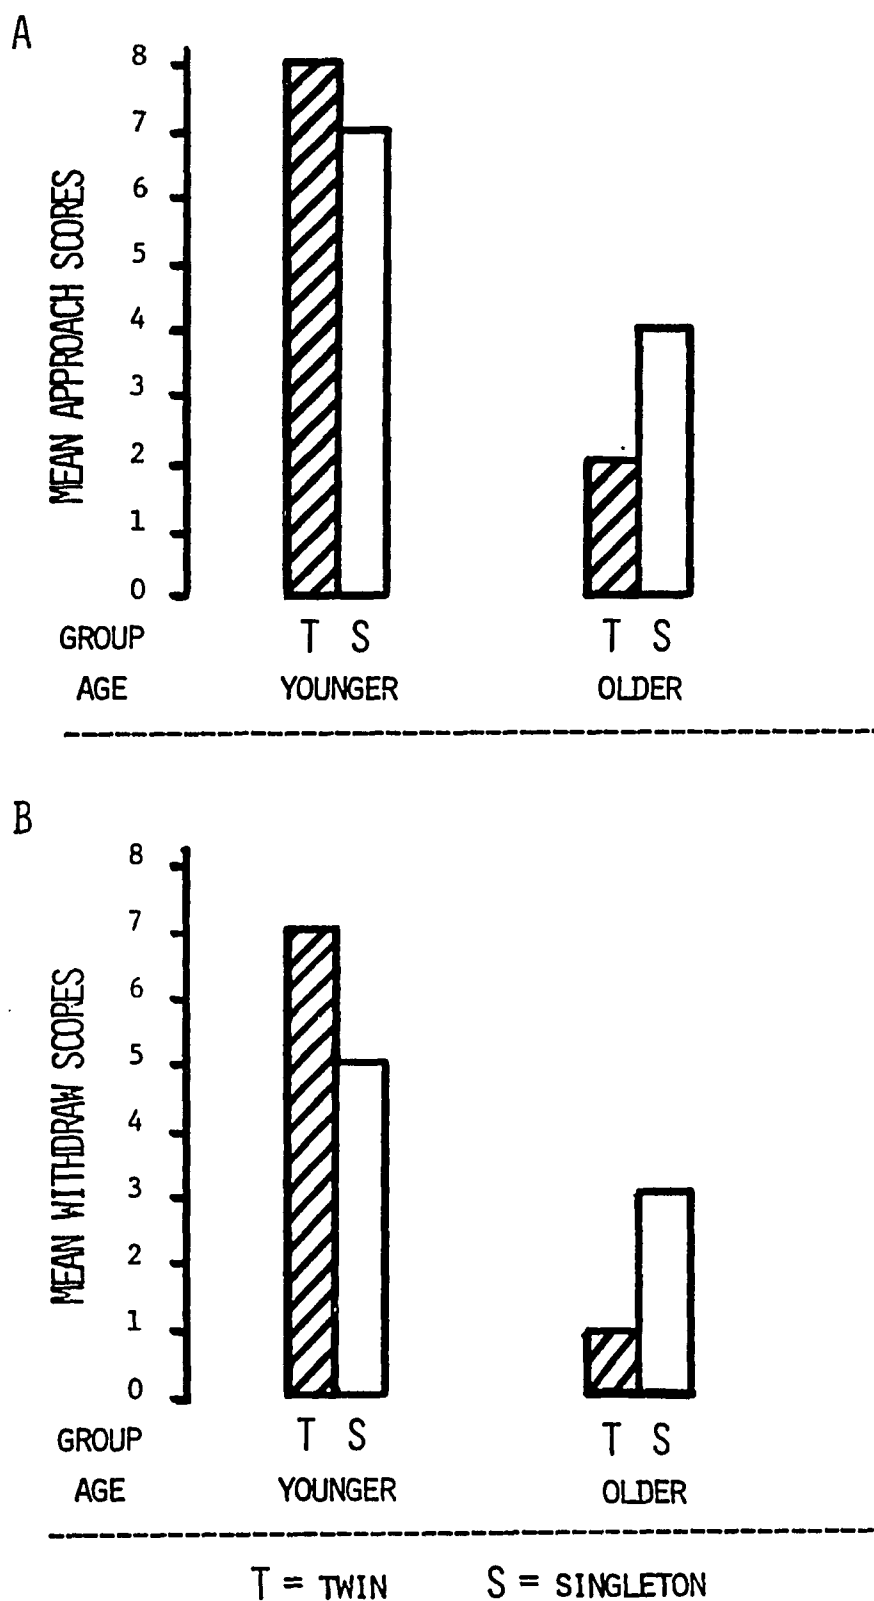 A
MEAN APPROACH SCORES
8
7
6
5
4
3
2
1
0
GROUP T S T S
AGE YOUNGER OLDER
B
MEAN WITHDRAW SCORES
8
7
6
5
4
3
2
1
0
GROUP T S T S
AGE YOUNGER OLDER
T = TWIN S = SINGLETON